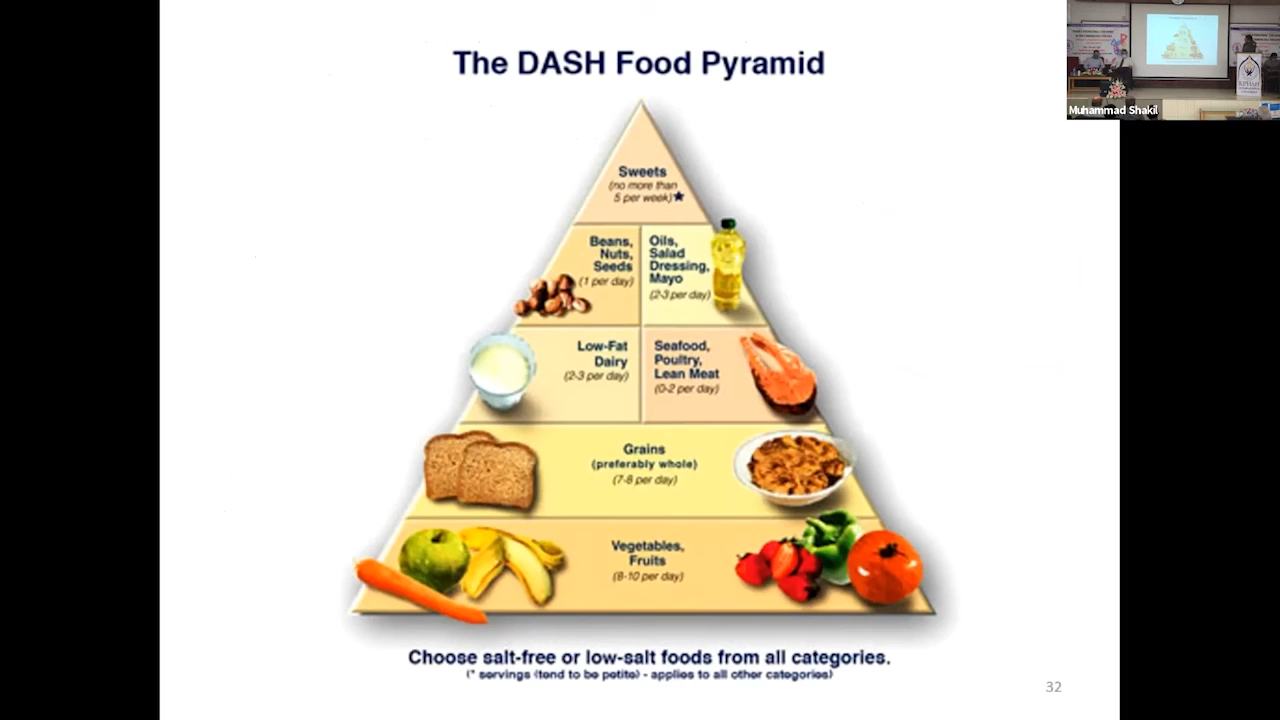 The DASH Food Pyramid
Sweets
(no more than
5 per week)★
Beans,
Nuts,
Seeds
(1 per day)
Oils,
Salad
Dressing,
Mayo
(2-3 per day)
Low-Fat
Dairy
(2-3 per day)
Seafood,
Poultry,
Lean Meat
(0-2 per day)
Grains
(preferably whole)
(7-8 per day)
Vegetables,
Fruits
(8-10 per day)
Choose salt-free or low-salt foods from all categories.
(* servings (tend to be petite) - applies to all other categories)
32
Muhammad Shakil